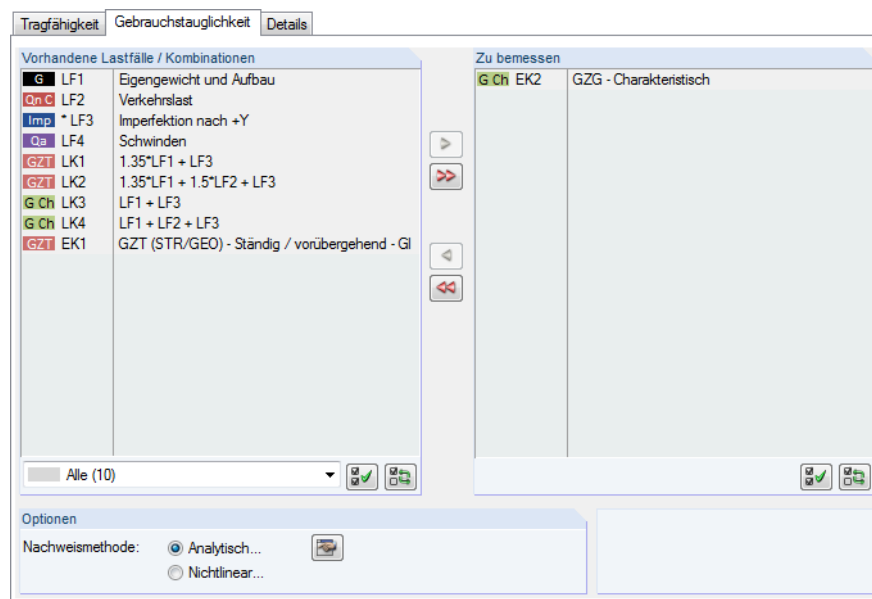 Tragfähigkeit Gebrauchstauglichkeit Details
Vorhandene Lastfälle / Kombinationen
G LF1 Eigengewicht und Aufbau
Qn C LF2 Verkehrslast
Imp * LF3 Imperfektion nach +Y
Qa LF4 Schwinden
GZT LK1 1.35*LF1 + LF3
GZT LK2 1.35*LF1 + 1.5*LF2 + LF3
G Ch LK3 LF1 + LF3
G Ch LK4 LF1 + LF2 + LF3
GZT EK1 GZT (STR/GEO) - Ständig / vorübergehend - Gl
Alle (10)
Zu bemessen
G Ch EK2 GZG - Charakteristisch
Optionen
Nachweismethode: Analytisch...
Nichtlinear...